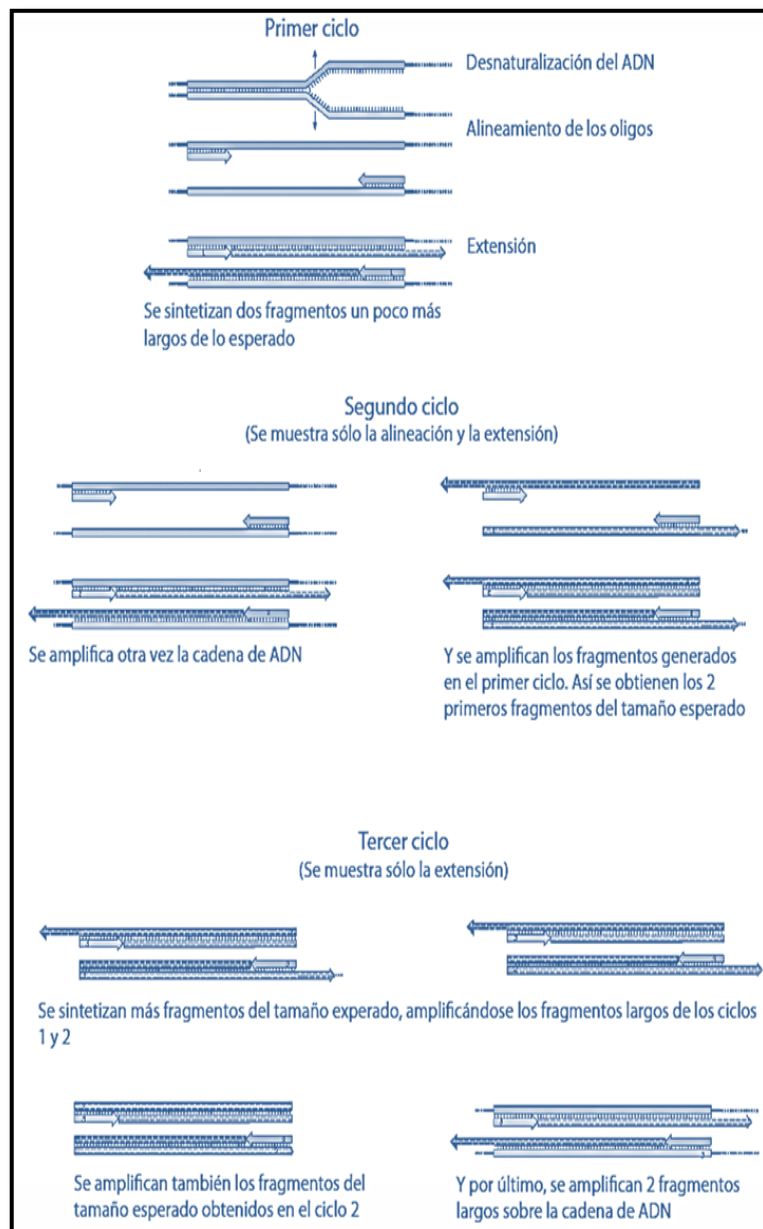 Primer ciclo
Desnaturalización del ADN
Alineamiento de los oligos
Extensión
Se sintetizan dos fragmentos un poco más
largos de lo esperado
Segundo ciclo
(Se muestra sólo la alineación y la extensión)
Se amplifica otra vez la cadena de ADN
Y se amplifican los fragmentos generados
en el primer ciclo. Así se obtienen los 2
primeros fragmentos del tamaño esperado
Tercer ciclo
(Se muestra sólo la extensión)
Se sintetizan más fragmentos del tamaño experado, amplificándose los fragmentos largos de los ciclos
1 y 2
Se amplifican también los fragmentos del
tamaño esperado obtenidos en el ciclo 2
Y por último, se amplifican 2 fragmentos
largos sobre la cadena de ADN